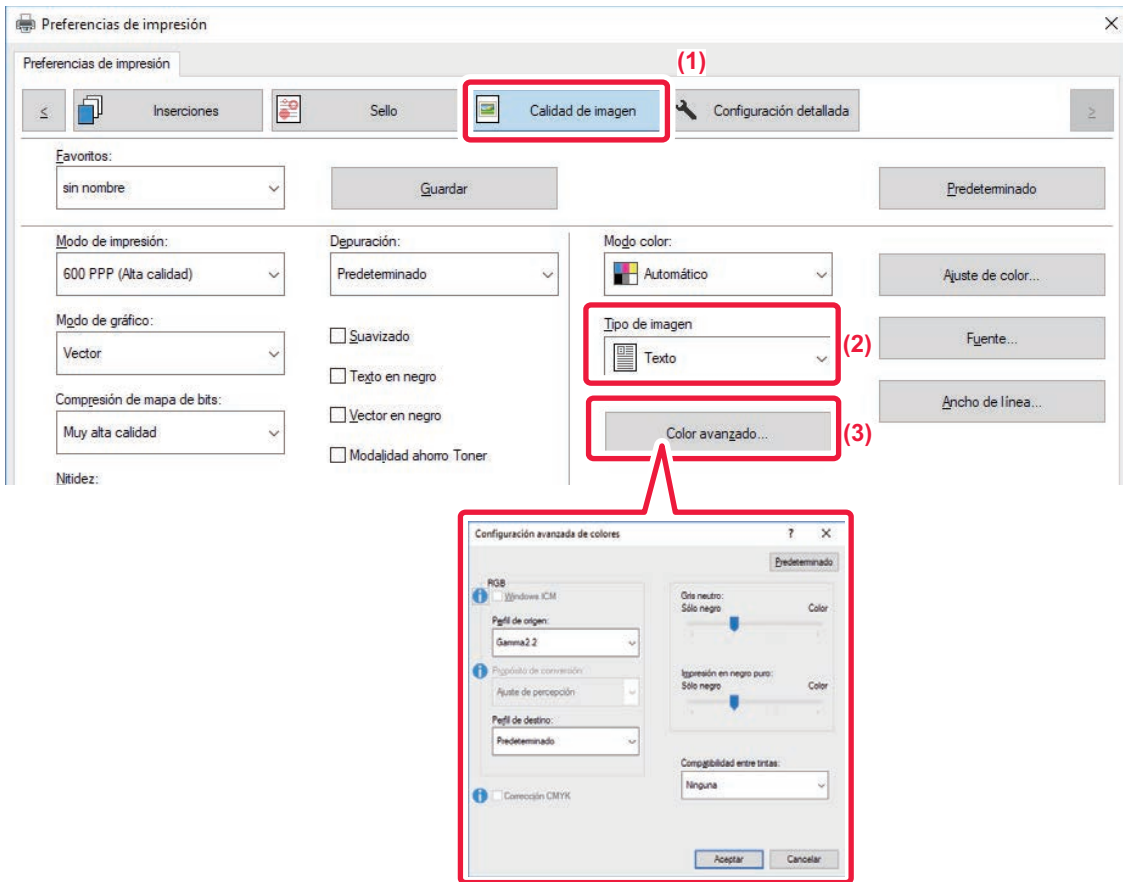 Preferencias de impresión
Preferencias de impresión
(1)
<
Inserciones
Sello
Calidad de imagen
Configuración detallada
>
Favoritos:
sin nombre
Guardar
Predeterminado
Modo de impresión:
600 PPP (Alta calidad)
Depuración:
Predeterminado
Modo color:
Automático
Ajuste de color...
Modo de gráfico:
Vector
Suavizado
Texto en negro
Tipo de imagen
Texto
(2)
Fuente...
Compresión de mapa de bits:
Muy alta calidad
Vector en negro
Modalidad ahorro Toner
Color avanzado...
(3)
Ancho de línea...
Nitidez:
Configuración avanzada de colores
?
Predeterminado
RGB
Windows ICM
Perfil de origen:
Gamma2.2
Propósito de conversión:
Ajuste de percepción
Perfil de destino:
Predeterminado
Corrección CMYK
Gris neutro:
Sólo negro Color
Impresión en negro puro:
Sólo negro Color
Compatibilidad entre tintas:
Ninguna
Aceptar
Cancelar